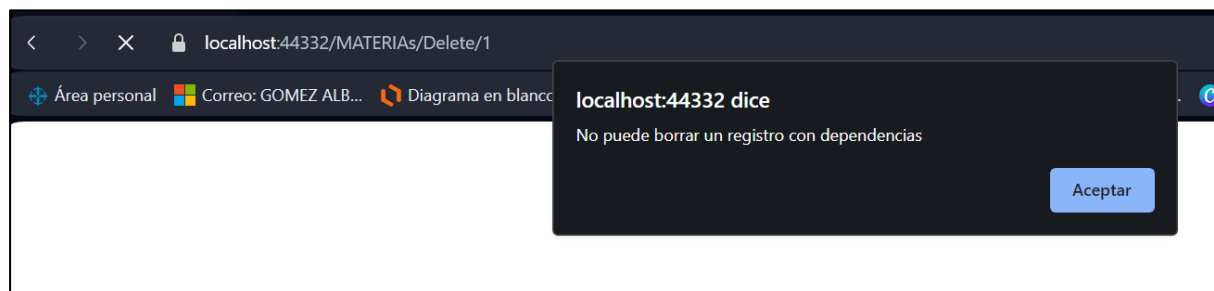 localhost:44332/MATERIAs/Delete/1
Área personal Correo: GOMEZ ALB... Diagrama en blanco
localhost:44332 dice
No puede borrar un registro con dependencias
Aceptar